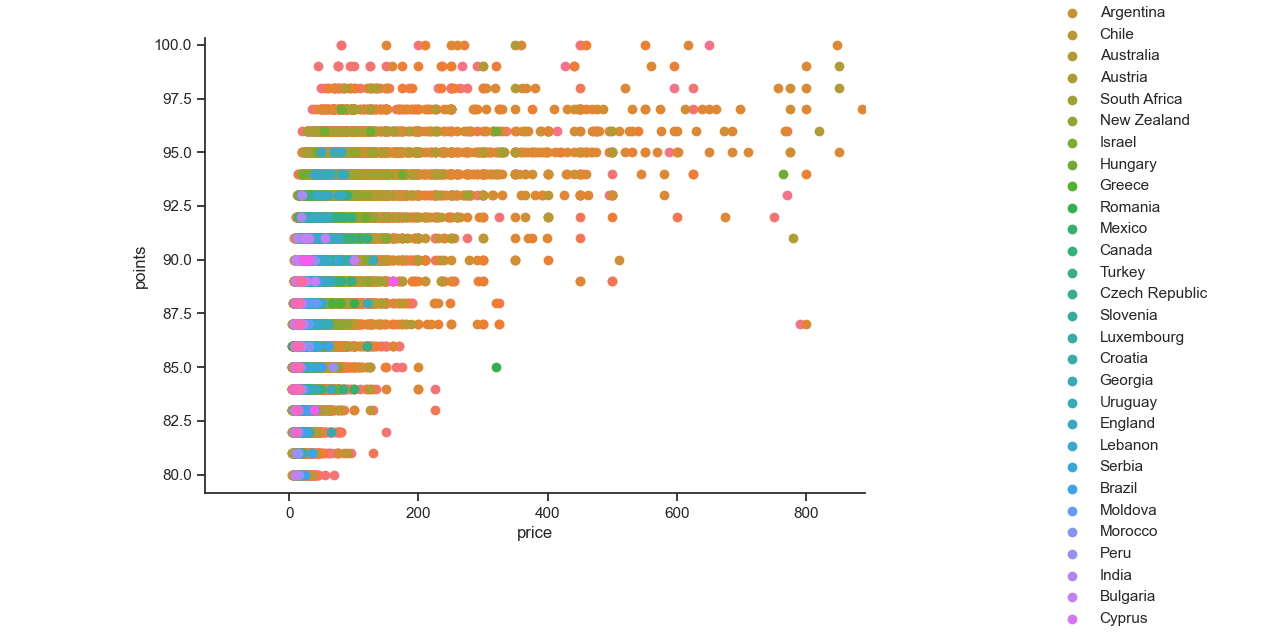 100.0
97.5
95.0
92.5
90.0
87.5
85.0
82.5
80.0
points
0
200
400
600
800
price
Argentina
Chile
Australia
Austria
South Africa
New Zealand
Israel
Hungary
Greece
Romania
Mexico
Canada
Turkey
Czech Republic
Slovenia
Luxembourg
Croatia
Georgia
Uruguay
England
Lebanon
Serbia
Brazil
Moldova
Morocco
Peru
India
Bulgaria
Cyprus